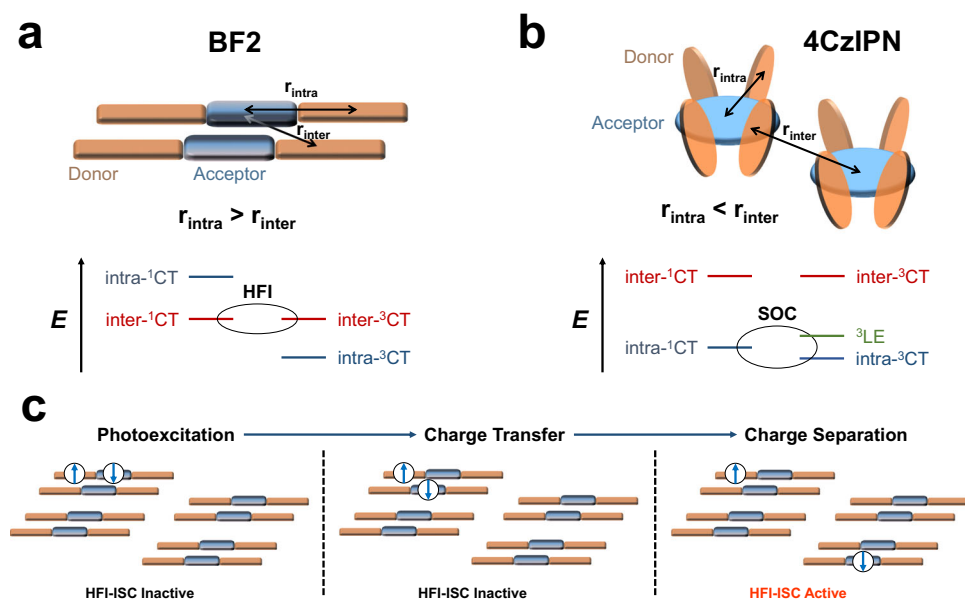 a
BF2
r_intra
r_inter
Donor
Acceptor
r_intra > r_inter
E
intra-¹CT
HFI
inter-¹CT
inter-³CT
intra-³CT
b
4CzIPN
Donor
r_intra
Acceptor
r_inter
r_intra < r_inter
E
inter-¹CT
inter-³CT
SOC
³LE
intra-¹CT
intra-³CT
c
Photoexcitation
Charge Transfer
Charge Separation
HFI-ISC Inactive
HFI-ISC Inactive
HFI-ISC Active